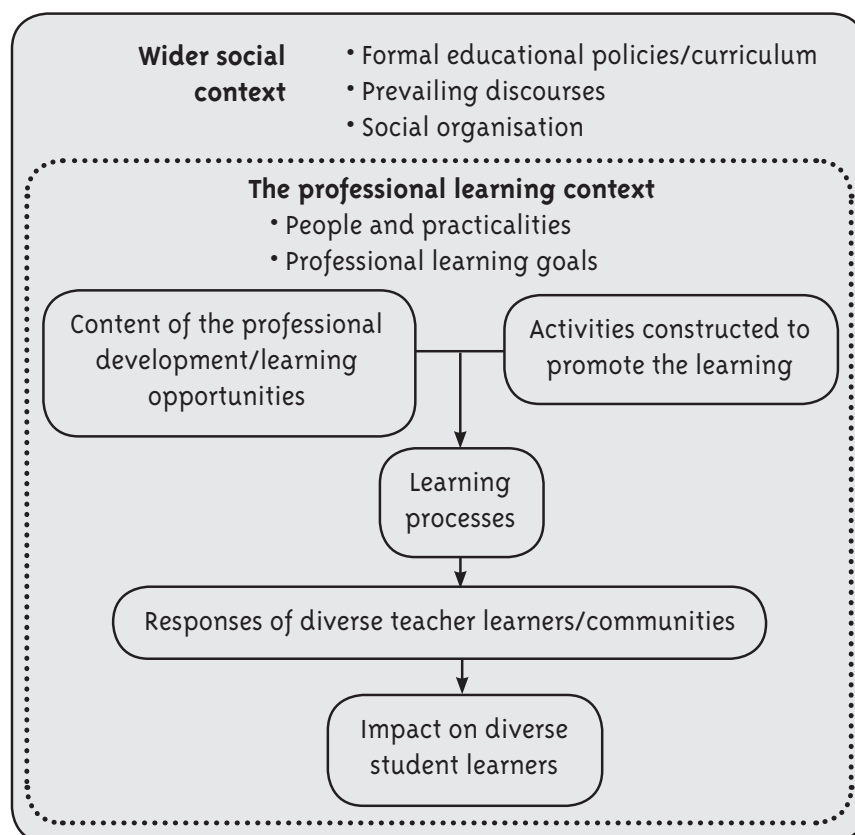 Wider social
context
• Formal educational policies/curriculum
• Prevailing discourses
• Social organisation
The professional learning context
• People and practicalities
• Professional learning goals
Content of the professional
development/learning
opportunities
Activities constructed to
promote the learning
Learning
processes
Responses of diverse teacher learners/communities
Impact on diverse
student learners